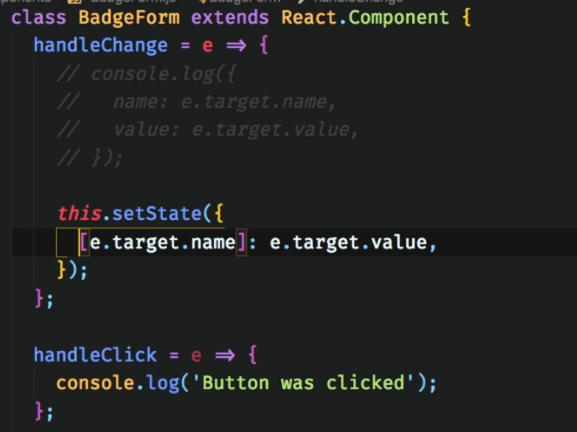 class BadgeForm extends React.Component {
handleChange = e => {
// console.log({
//   name: e.target.name,
//   value: e.target.value,
// });
this.setState({
[e.target.name]: e.target.value,
});
};
handleClick = e => {
console.log('Button was clicked');
};